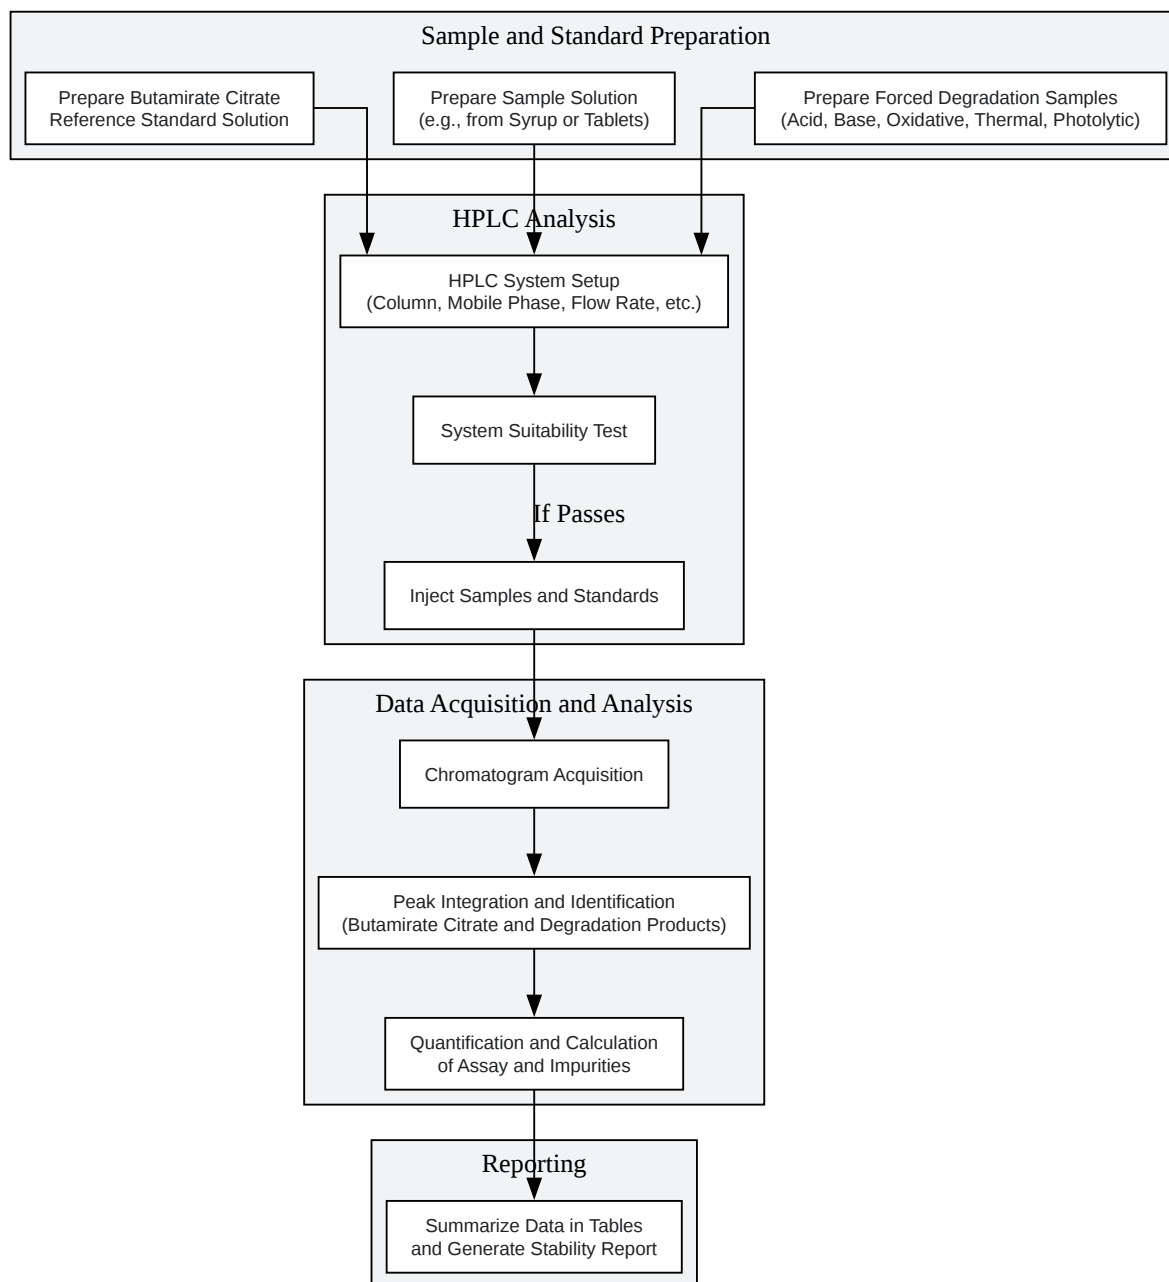 Sample and Standard Preparation
Prepare Butamirate Citrate
Reference Standard Solution
Prepare Sample Solution
(e.g., from Syrup or Tablets)
Prepare Forced Degradation Samples
(Acid, Base, Oxidative, Thermal, Photolytic)
HPLC Analysis
HPLC System Setup
(Column, Mobile Phase, Flow Rate, etc.)
System Suitability Test
If Passes
Inject Samples and Standards
Data Acquisition and Analysis
Chromatogram Acquisition
Peak Integration and Identification
(Butamirate Citrate and Degradation Products)
Quantification and Calculation
of Assay and Impurities
Reporting
Summarize Data in Tables
and Generate Stability Report